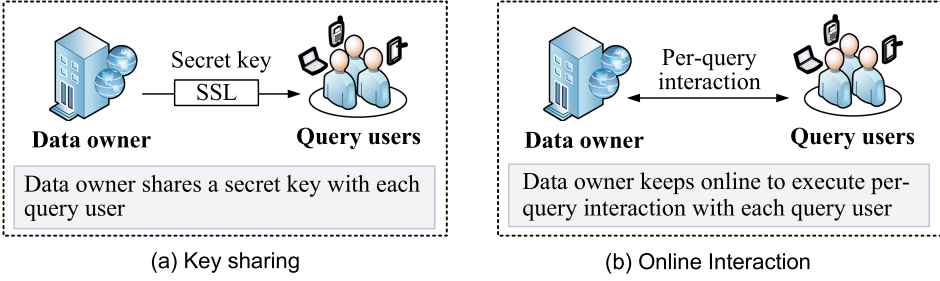 Secret key
SSL
Data owner
Query users
Data owner shares a secret key with each
query user
(a) Key sharing
Per-query
interaction
Data owner
Query users
Data owner keeps online to execute per-
query interaction with each query user
(b) Online Interaction